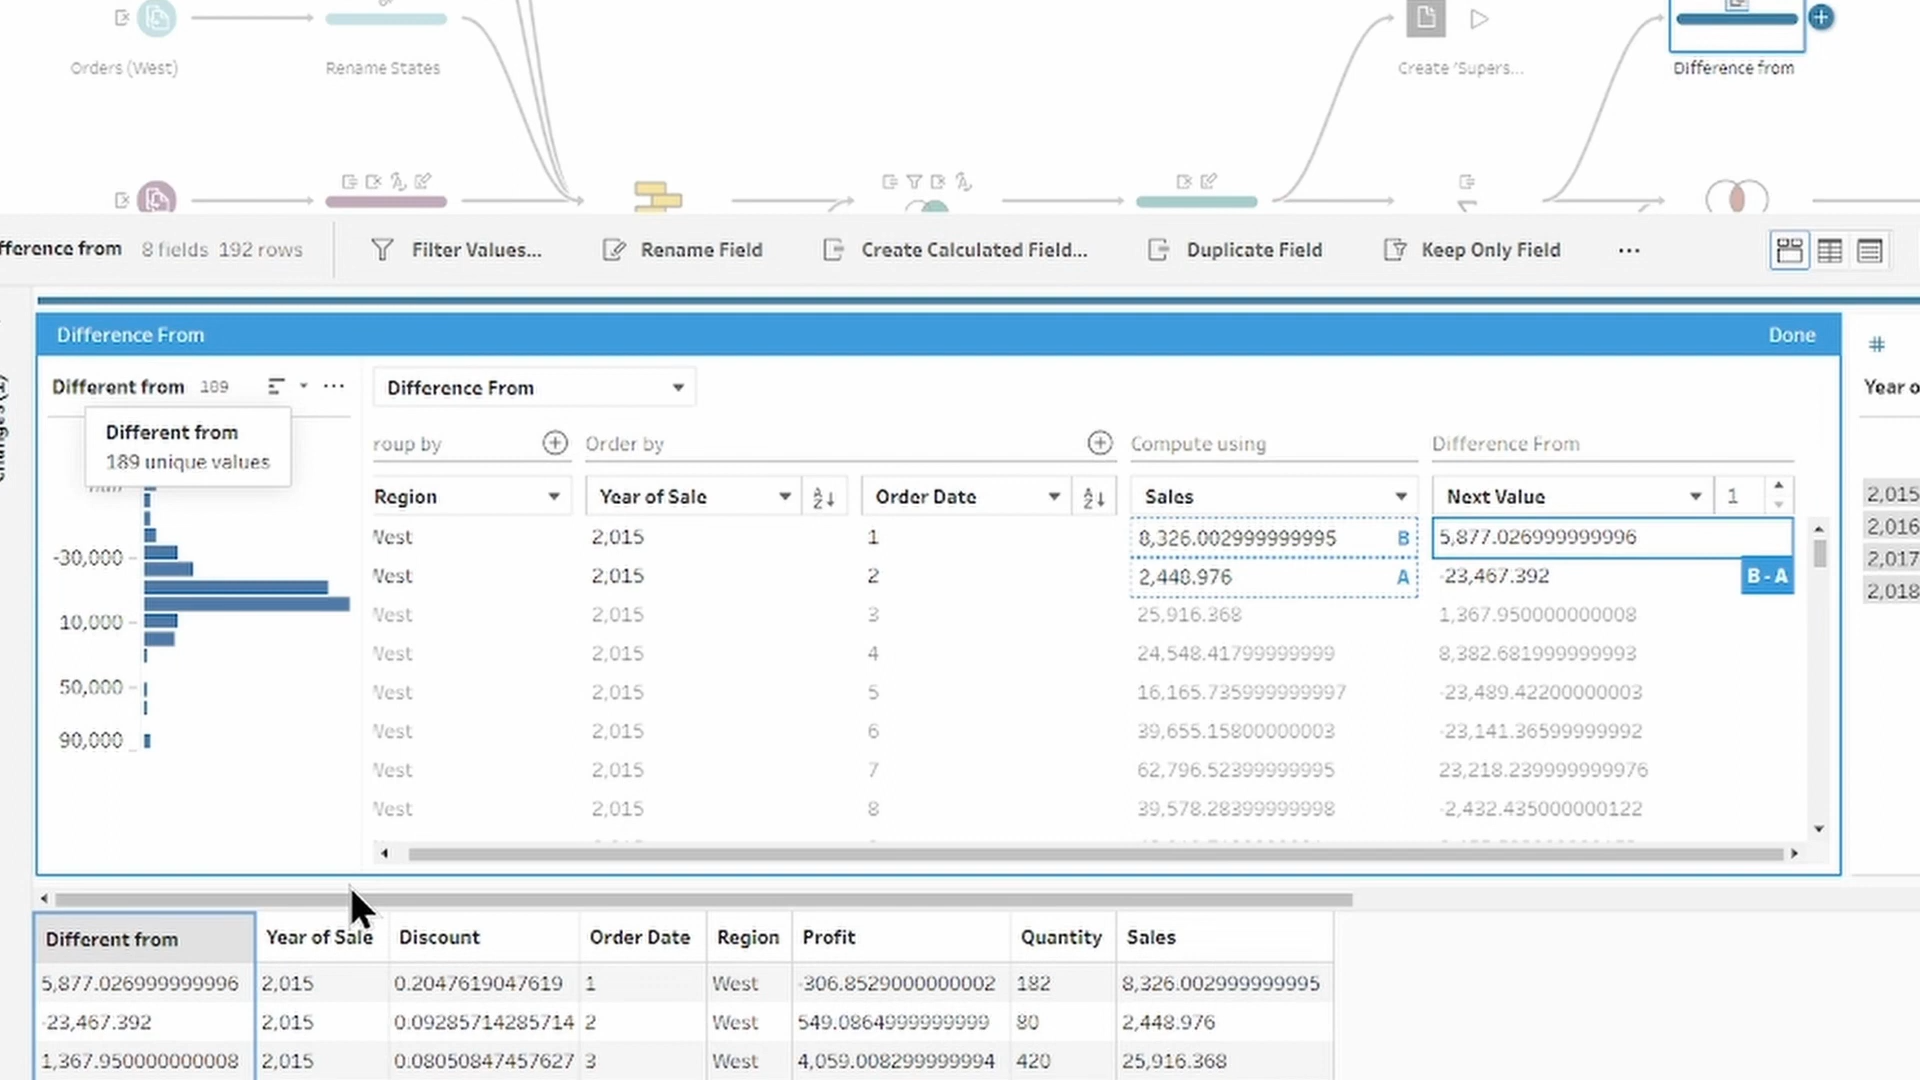 Orders (West)
Rename States
Create 'Supers...
Difference from
fference from 8 fields 192 rows
Filter Values...
Rename Field
Create Calculated Field...
Duplicate Field
Keep Only Field
...
Difference From
Done
#
Different from 189
...
Difference From
Year o
Different from
189 unique values
roup by
Order by
Compute using
Difference From
Region
Year of Sale
Order Date
Sales
Next Value
1
West 2,015 1 8,326.002999999995 B 5,877.026999999996
West 2,015 2 2,448.976 A -23,467.392 B - A
West 2,015 3 25,916.368 1,367.950000000008
West 2,015 4 24,548.41799999999 8,382.681999999993
West 2,015 5 16,165.735999999997 -23,489.42200000003
West 2,015 6 39,655.15800000003 -23,141.36599999992
West 2,015 7 62,796.52399999995 23,218.239999999976
West 2,015 8 39,578.28399999998 -2,432.435000000122
-30,000
10,000
50,000
90,000
2,015
2,016
2,017
2,018
Different from Year of Sale Discount Order Date Region Profit Quantity Sales
5,877.026999999996 2,015 0.2047619047619 1 West -306.8529000000002 182 8,326.002999999995
-23,467.392 2,015 0.09285714285714 2 West 549.0864999999999 80 2,448.976
1,367.950000000008 2,015 0.08050847457627 3 West 4,059.008299999994 420 25,916.368